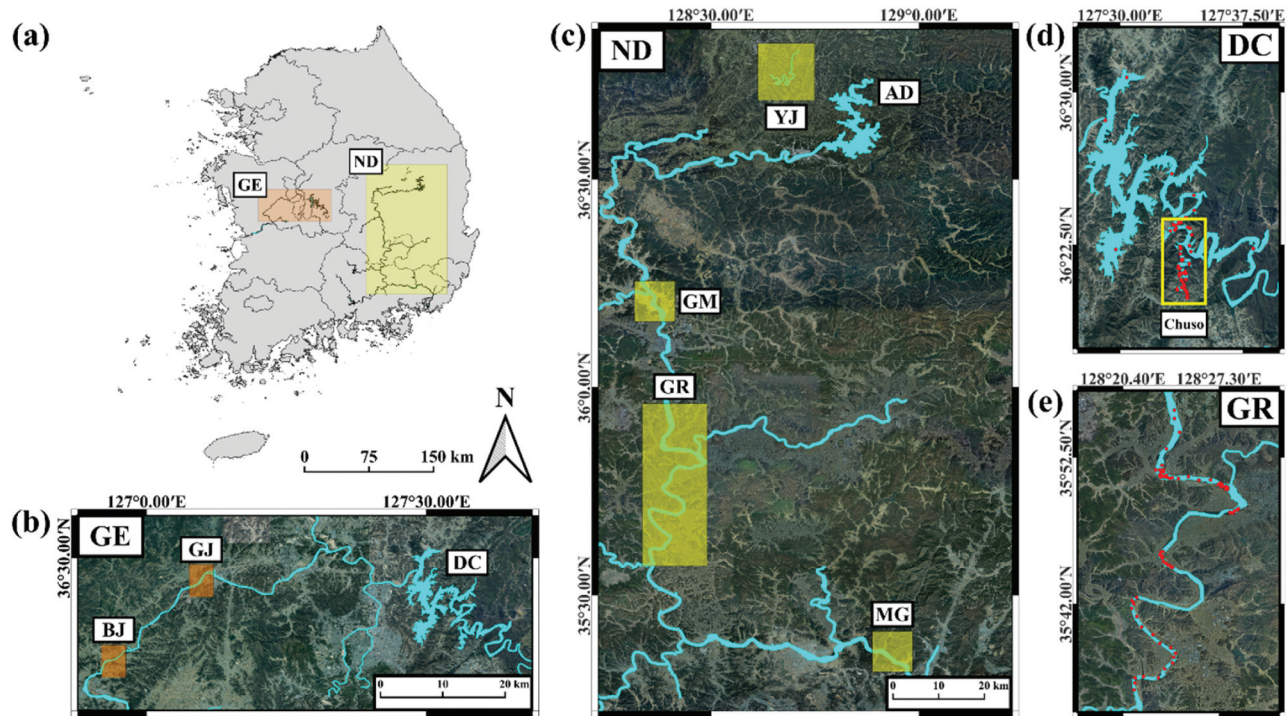 (a)
ND
GE
N
0 75 150 km
(b)
127°0.00′E 127°30.00′E
36°30.00′N
GE
GJ
DC
BJ
0 10 20 km
(c)
128°30.00′E 129°0.00′E
ND
YJ
AD
36°30.00′N
GM
36°0.00′N
GR
35°30.00′N
MG
0 10 20 km
(d)
127°30.00′E 127°37.50′E
DC
36°30.00′N
36°22.50′N
Chuso
(e)
128°20.40′E 128°27.30′E
GR
35°52.50′N
35°42.00′N